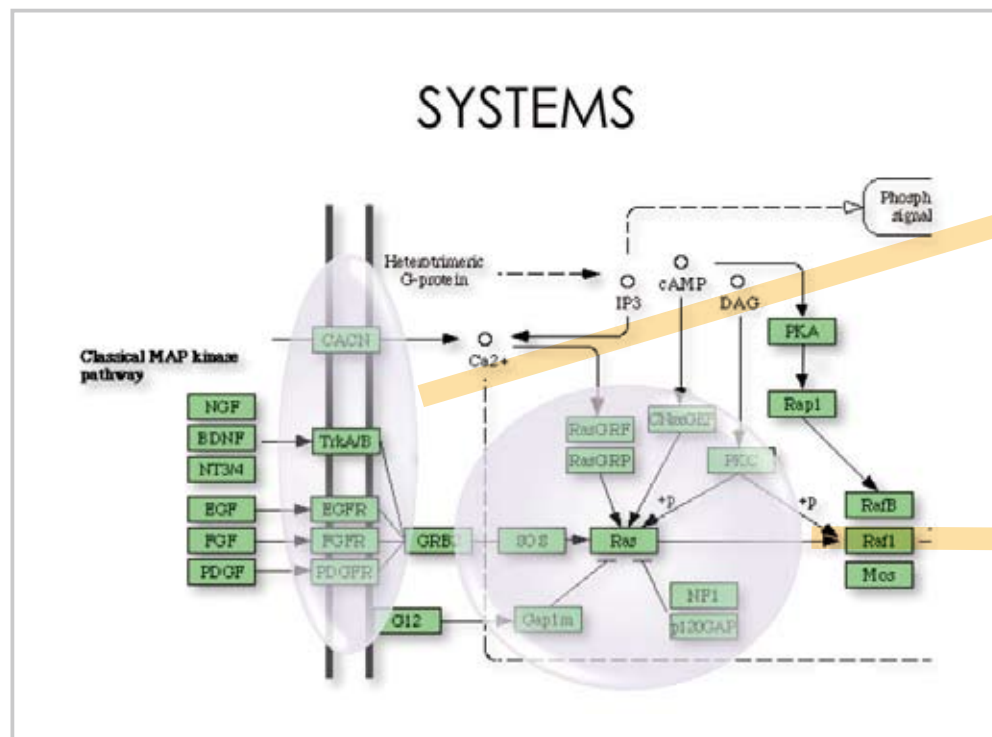 SYSTEMS
Phosph
signal
Heterotrimeric
G-protein
IP3
cAMP
DAG
CACN
Ca2+
PKA
Classical MAP kinase
pathway
NGF
BDNF
NT3/4
TrkA/B
Rap1
RasGRF
CNasGEF
RasGRP
PKC
EGF
EGFR
+p
+p
RafB
FGF
FGFR
GRB2
SOS
Ras
Raf1
PDGF
PDGFR
Mos
G12
Gap1m
NF1
p120GAP